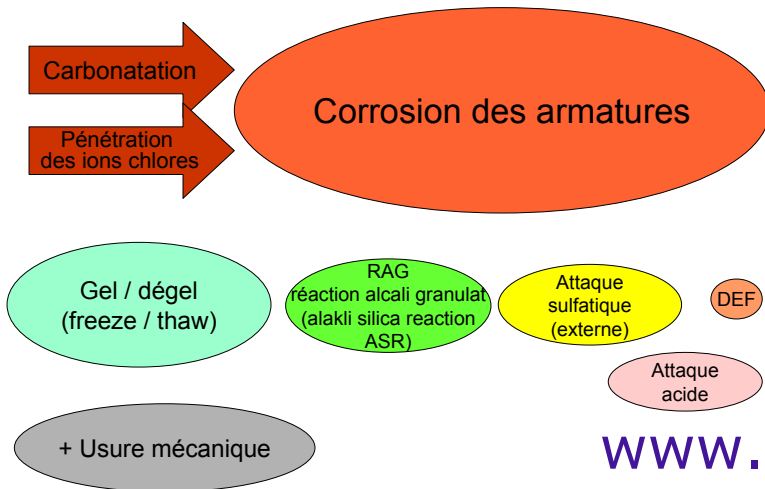 Carbonatation
Corrosion des armatures
Pénétration
des ions chlores
Gel / dégel
(freeze / thaw)
RAG
réaction alcali granulat
(alakli silica reaction
ASR)
Attaque
sulfatique
(externe)
DEF
Attaque
acide
+ Usure mécanique
www.